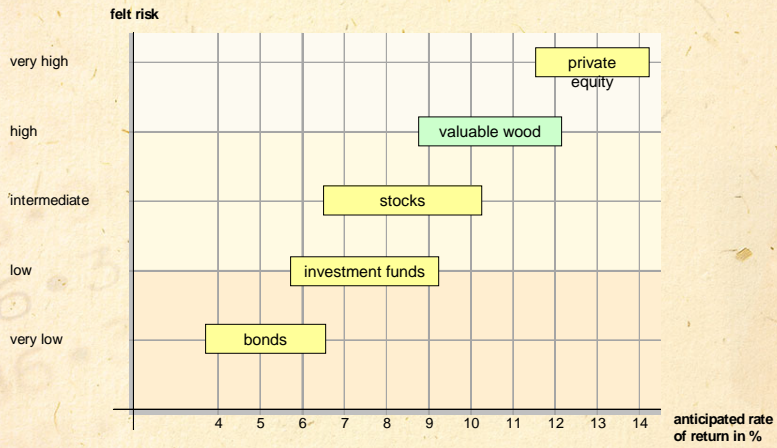 felt risk
very high
private
equity
high
valuable wood
intermediate
stocks
low
investment funds
very low
bonds
4 5 6 7 8 9 10 11 12 13 14
anticipated rate
of return in %